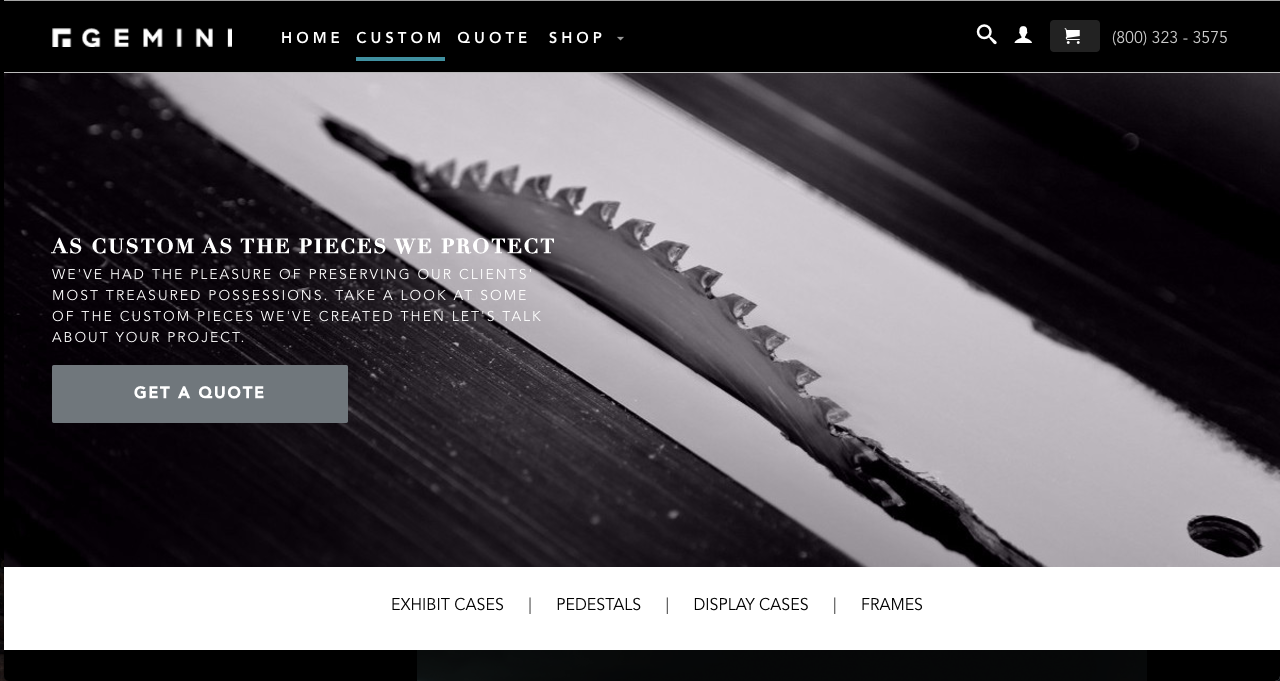 GEMINI
HOME CUSTOM QUOTE SHOP
(800) 323 - 3575
AS CUSTOM AS THE PIECES WE PROTECT
WE'VE HAD THE PLEASURE OF PRESERVING OUR CLIENTS'
MOST TREASURED POSSESSIONS. TAKE A LOOK AT SOME
OF THE CUSTOM PIECES WE'VE CREATED THEN LET'S TALK
ABOUT YOUR PROJECT.
GET A QUOTE
EXHIBIT CASES | PEDESTALS | DISPLAY CASES | FRAMES